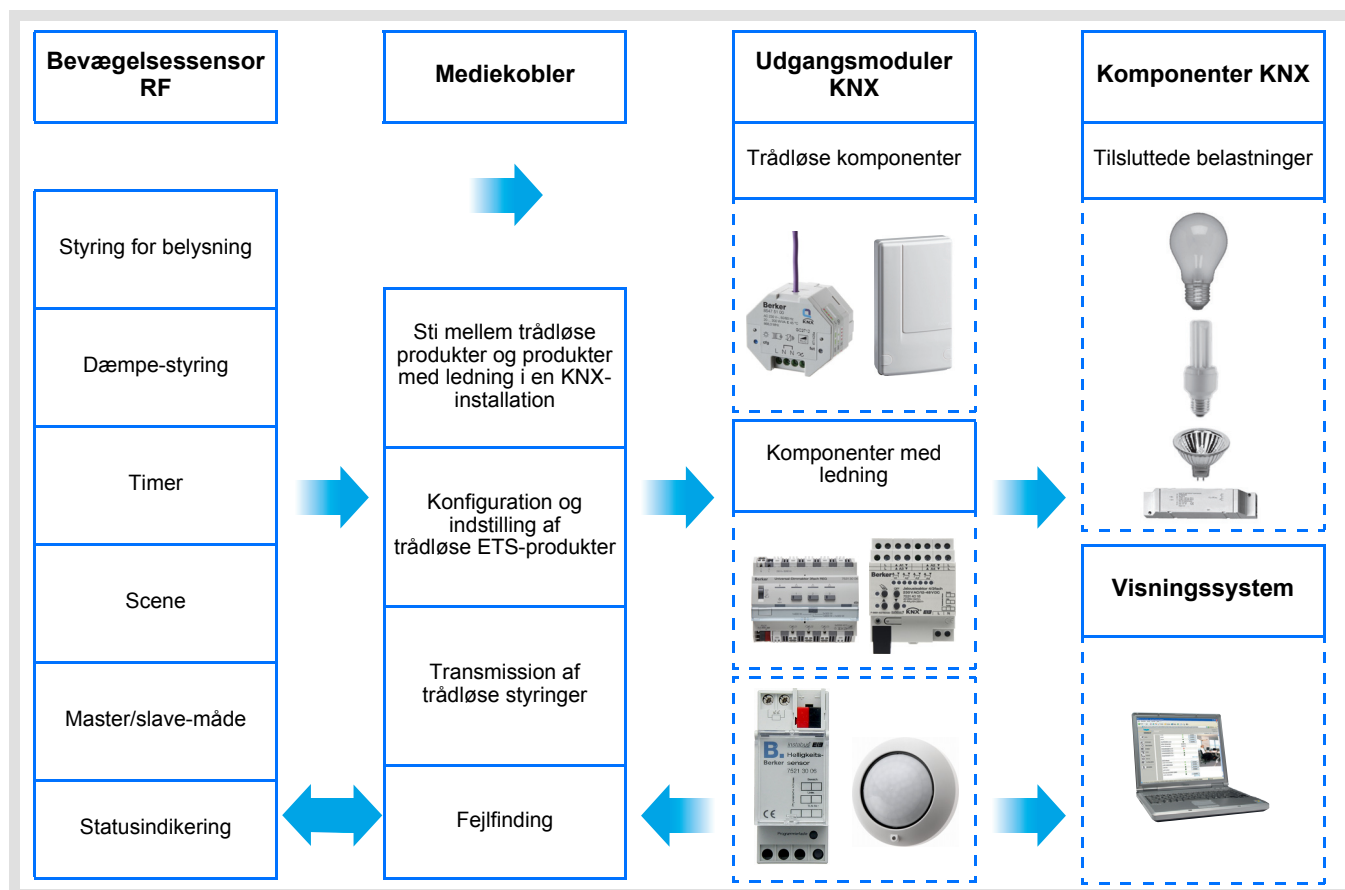 Bevægelsessensor
RF
Styring for belysning
Dæmpe-styring
Timer
Scene
Master/slave-måde
Statusindikering
Mediekobler
Sti mellem trådløse
produkter og produkter
med ledning i en KNX-
installation
Konfiguration og
indstilling af
trådløse ETS-produkter
Transmission af
trådløse styringer
Fejlfinding
Udgangsmoduler
KNX
Trådløse komponenter
Berker
KNX
L N N
Komponenter med
ledning
Berker
Berker
KNX
B.
Berker
Helligkeits-
sensor
CE
Komponenter KNX
Tilsluttede belastninger
Visningssystem